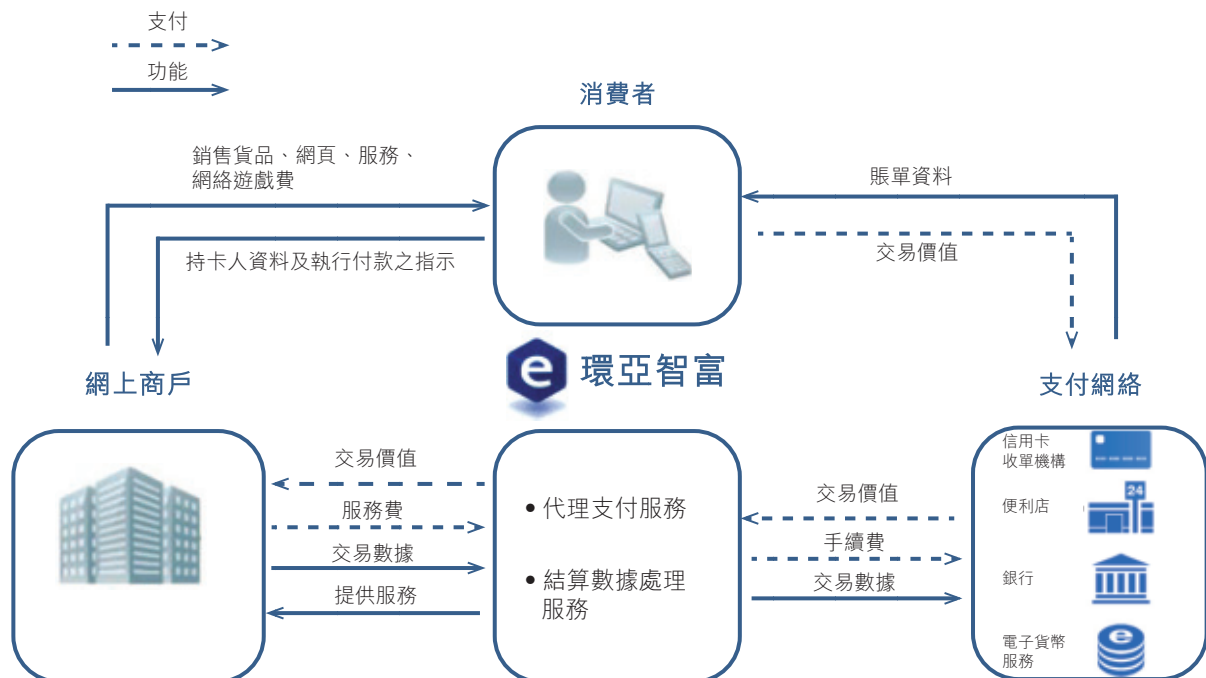 支付
功能
消費者
銷售貨品、網頁、服務、
網絡遊戲費
持卡人資料及執行付款之指示
賬單資料
交易價值
e 環亞智富
網上商戶
支付網絡
交易價值
服務費
交易數據
提供服務
• 代理支付服務
• 結算數據處理
服務
交易價值
手續費
交易數據
信用卡
收單機構
24
便利店
銀行
電子貨幣
服務
e